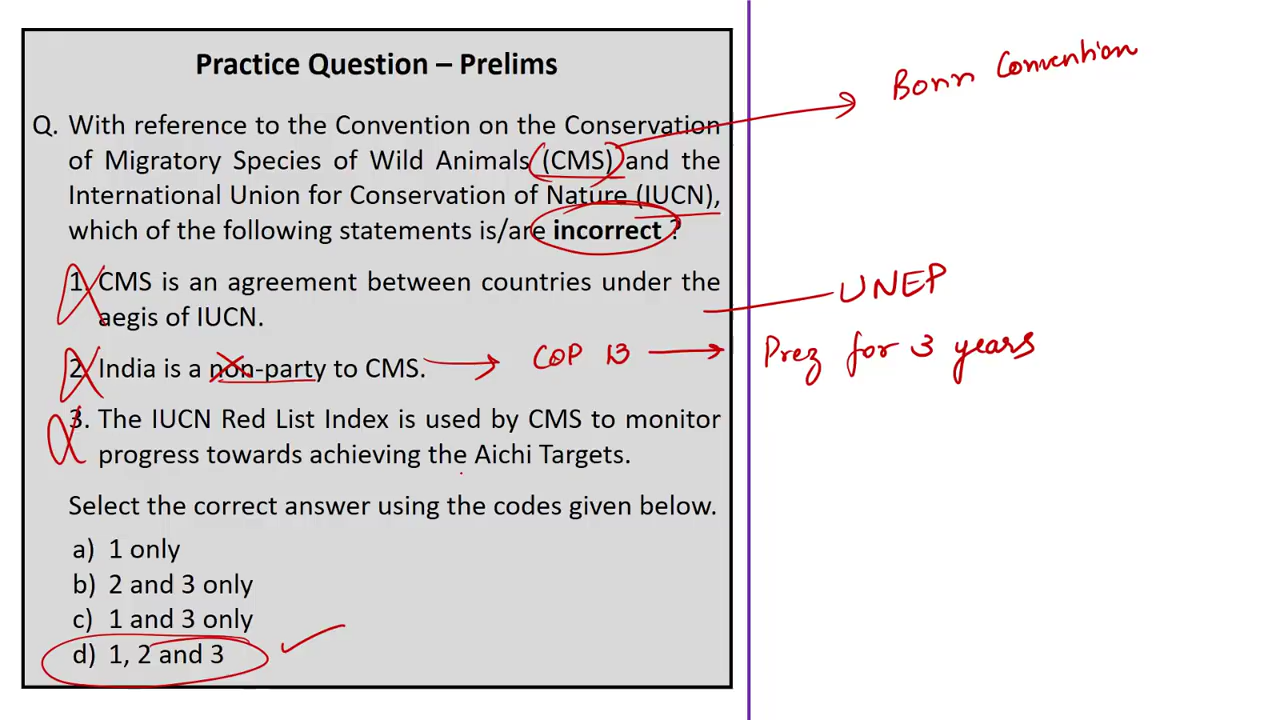 Practice Question – Prelims
Bonn Convention
Q. With reference to the Convention on the Conservation
of Migratory Species of Wild Animals (CMS) and the
International Union for Conservation of Nature (IUCN),
which of the following statements is/are incorrect ?
1. CMS is an agreement between countries under the
aegis of IUCN.
UNEP
2. India is a non-party to CMS.
COP 13
Prez for 3 years
3. The IUCN Red List Index is used by CMS to monitor
progress towards achieving the Aichi Targets.
Select the correct answer using the codes given below.
a) 1 only
b) 2 and 3 only
c) 1 and 3 only
d) 1, 2 and 3